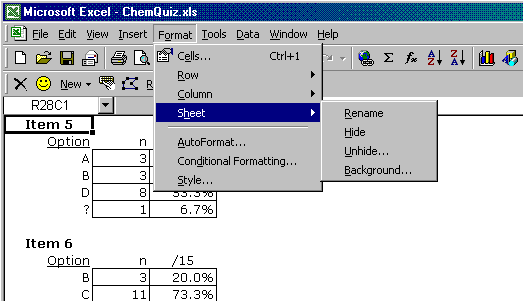 Microsoft Excel - ChemQuiz.xls
File Edit View Insert Format Tools Data Window Help
New
R28C1
Cells... Ctrl+1
Row
Column
Sheet
AutoFormat...
Conditional Formatting...
Style...
Rename
Hide
Unhide...
Background...
Item 5
Option n
A 3
B 3
D 8 53.3%
? 1 6.7%
Item 6
Option n /15
B 3 20.0%
C 11 73.3%